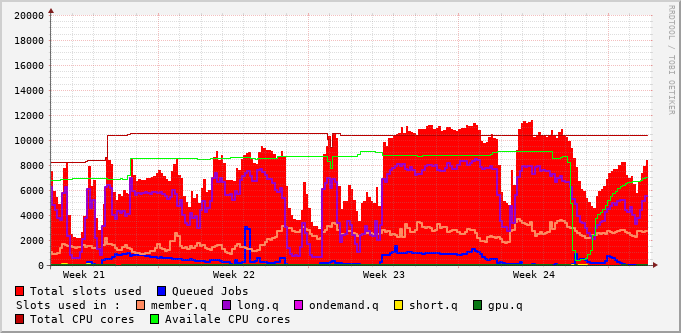 20000
18000
16000
14000
12000
10000
8000
6000
4000
2000
0
Week 21 Week 22 Week 23 Week 24
RRDTOOL / TOBI OETIKER
Total slots used Queued Jobs
Slots used in : member.q long.q ondemand.q short.q gpu.q
Total CPU cores Availale CPU cores